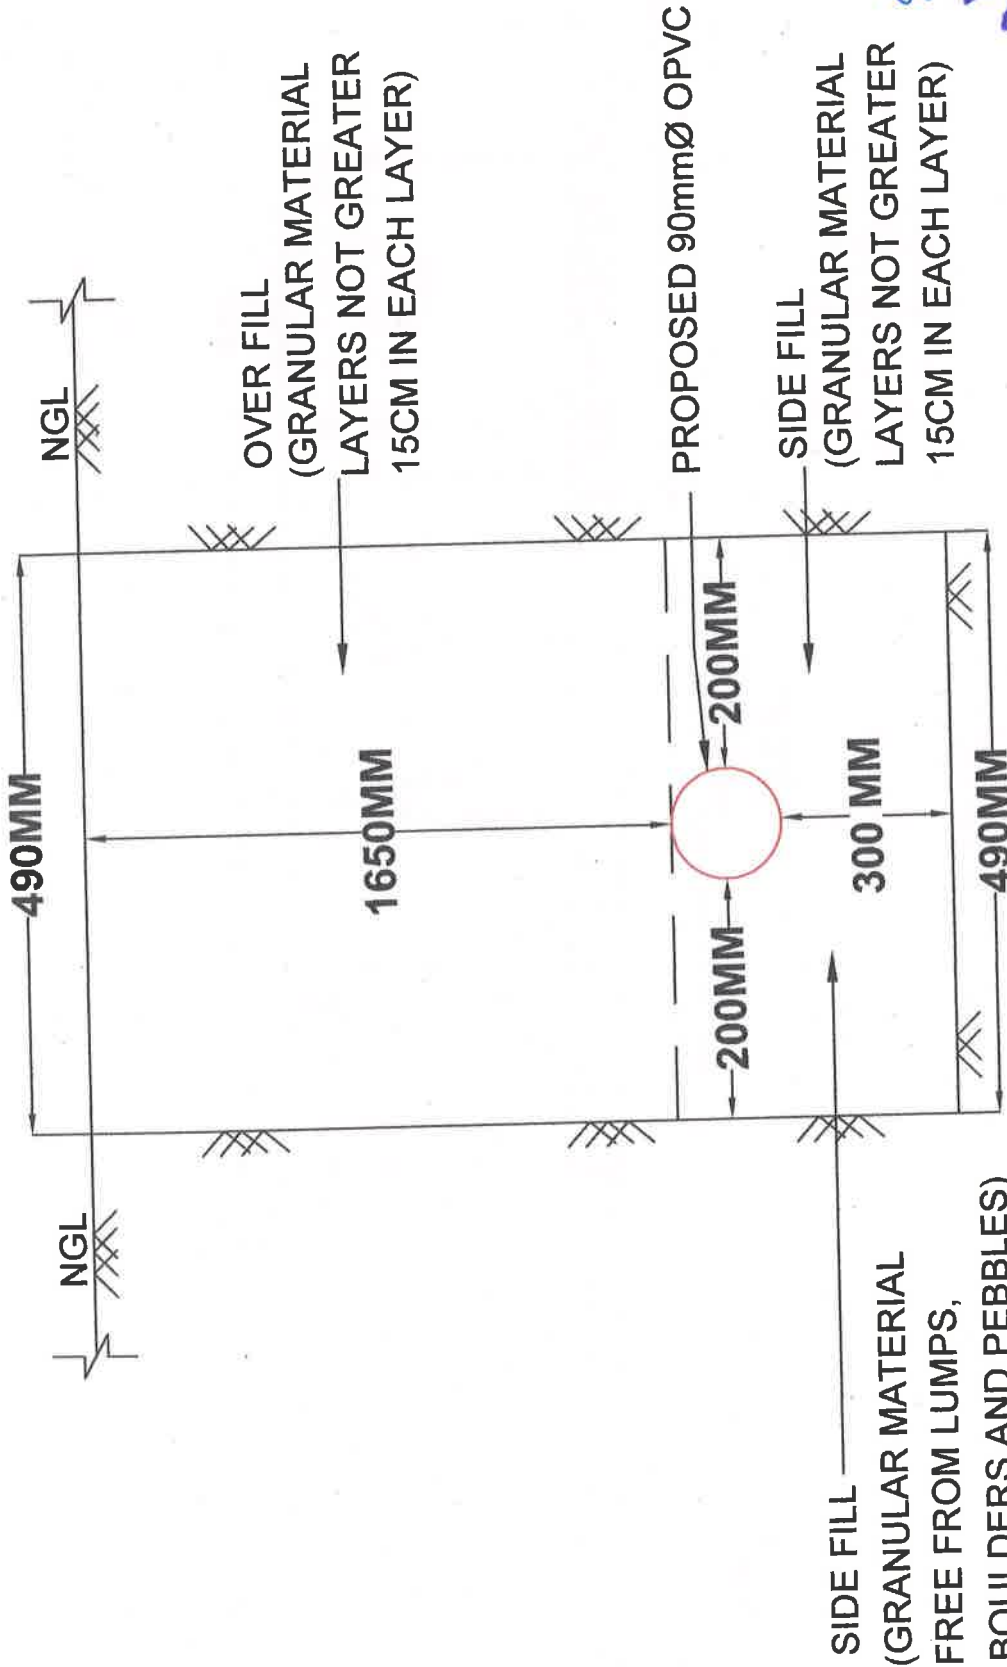 490MM
NGL
NGL
OVER FILL
(GRANULAR MATERIAL
LAYERS NOT GREATER
15CM IN EACH LAYER)
1650MM
PROPOSED 90mmØ OPVC
200MM
200MM
SIDE FILL
(GRANULAR MATERIAL
LAYERS NOT GREATER
15CM IN EACH LAYER)
300 MM
SIDE FILL
(GRANULAR MATERIAL
FREE FROM LUMPS,
BOULDERS AND PEBBLES)
490MM